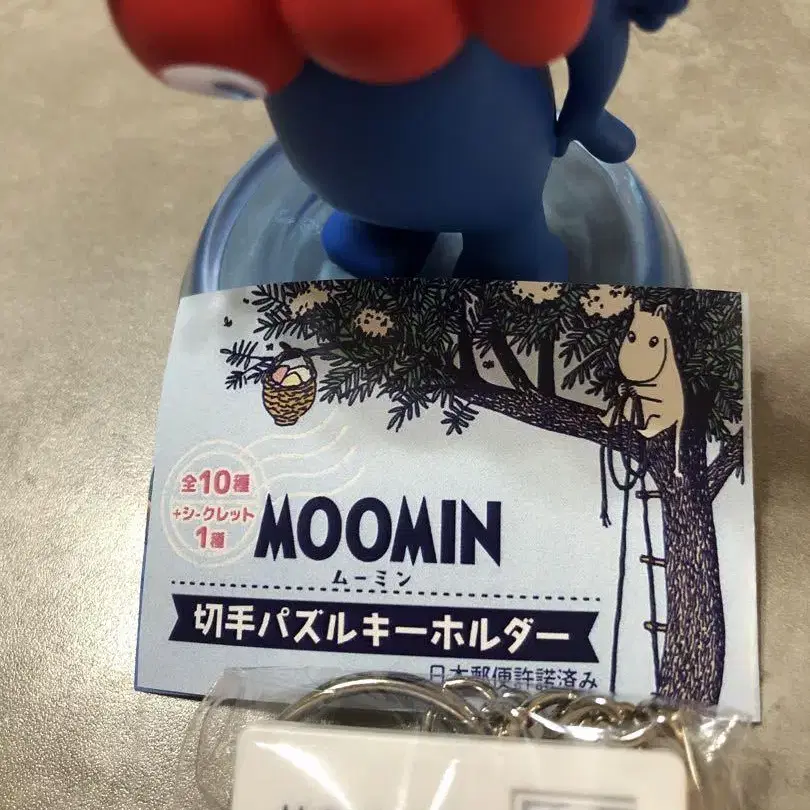 全10種
+シークレット
1種
MOOMIN
ムーミン
切手パズルキーホルダー
日本郵便許諾済み